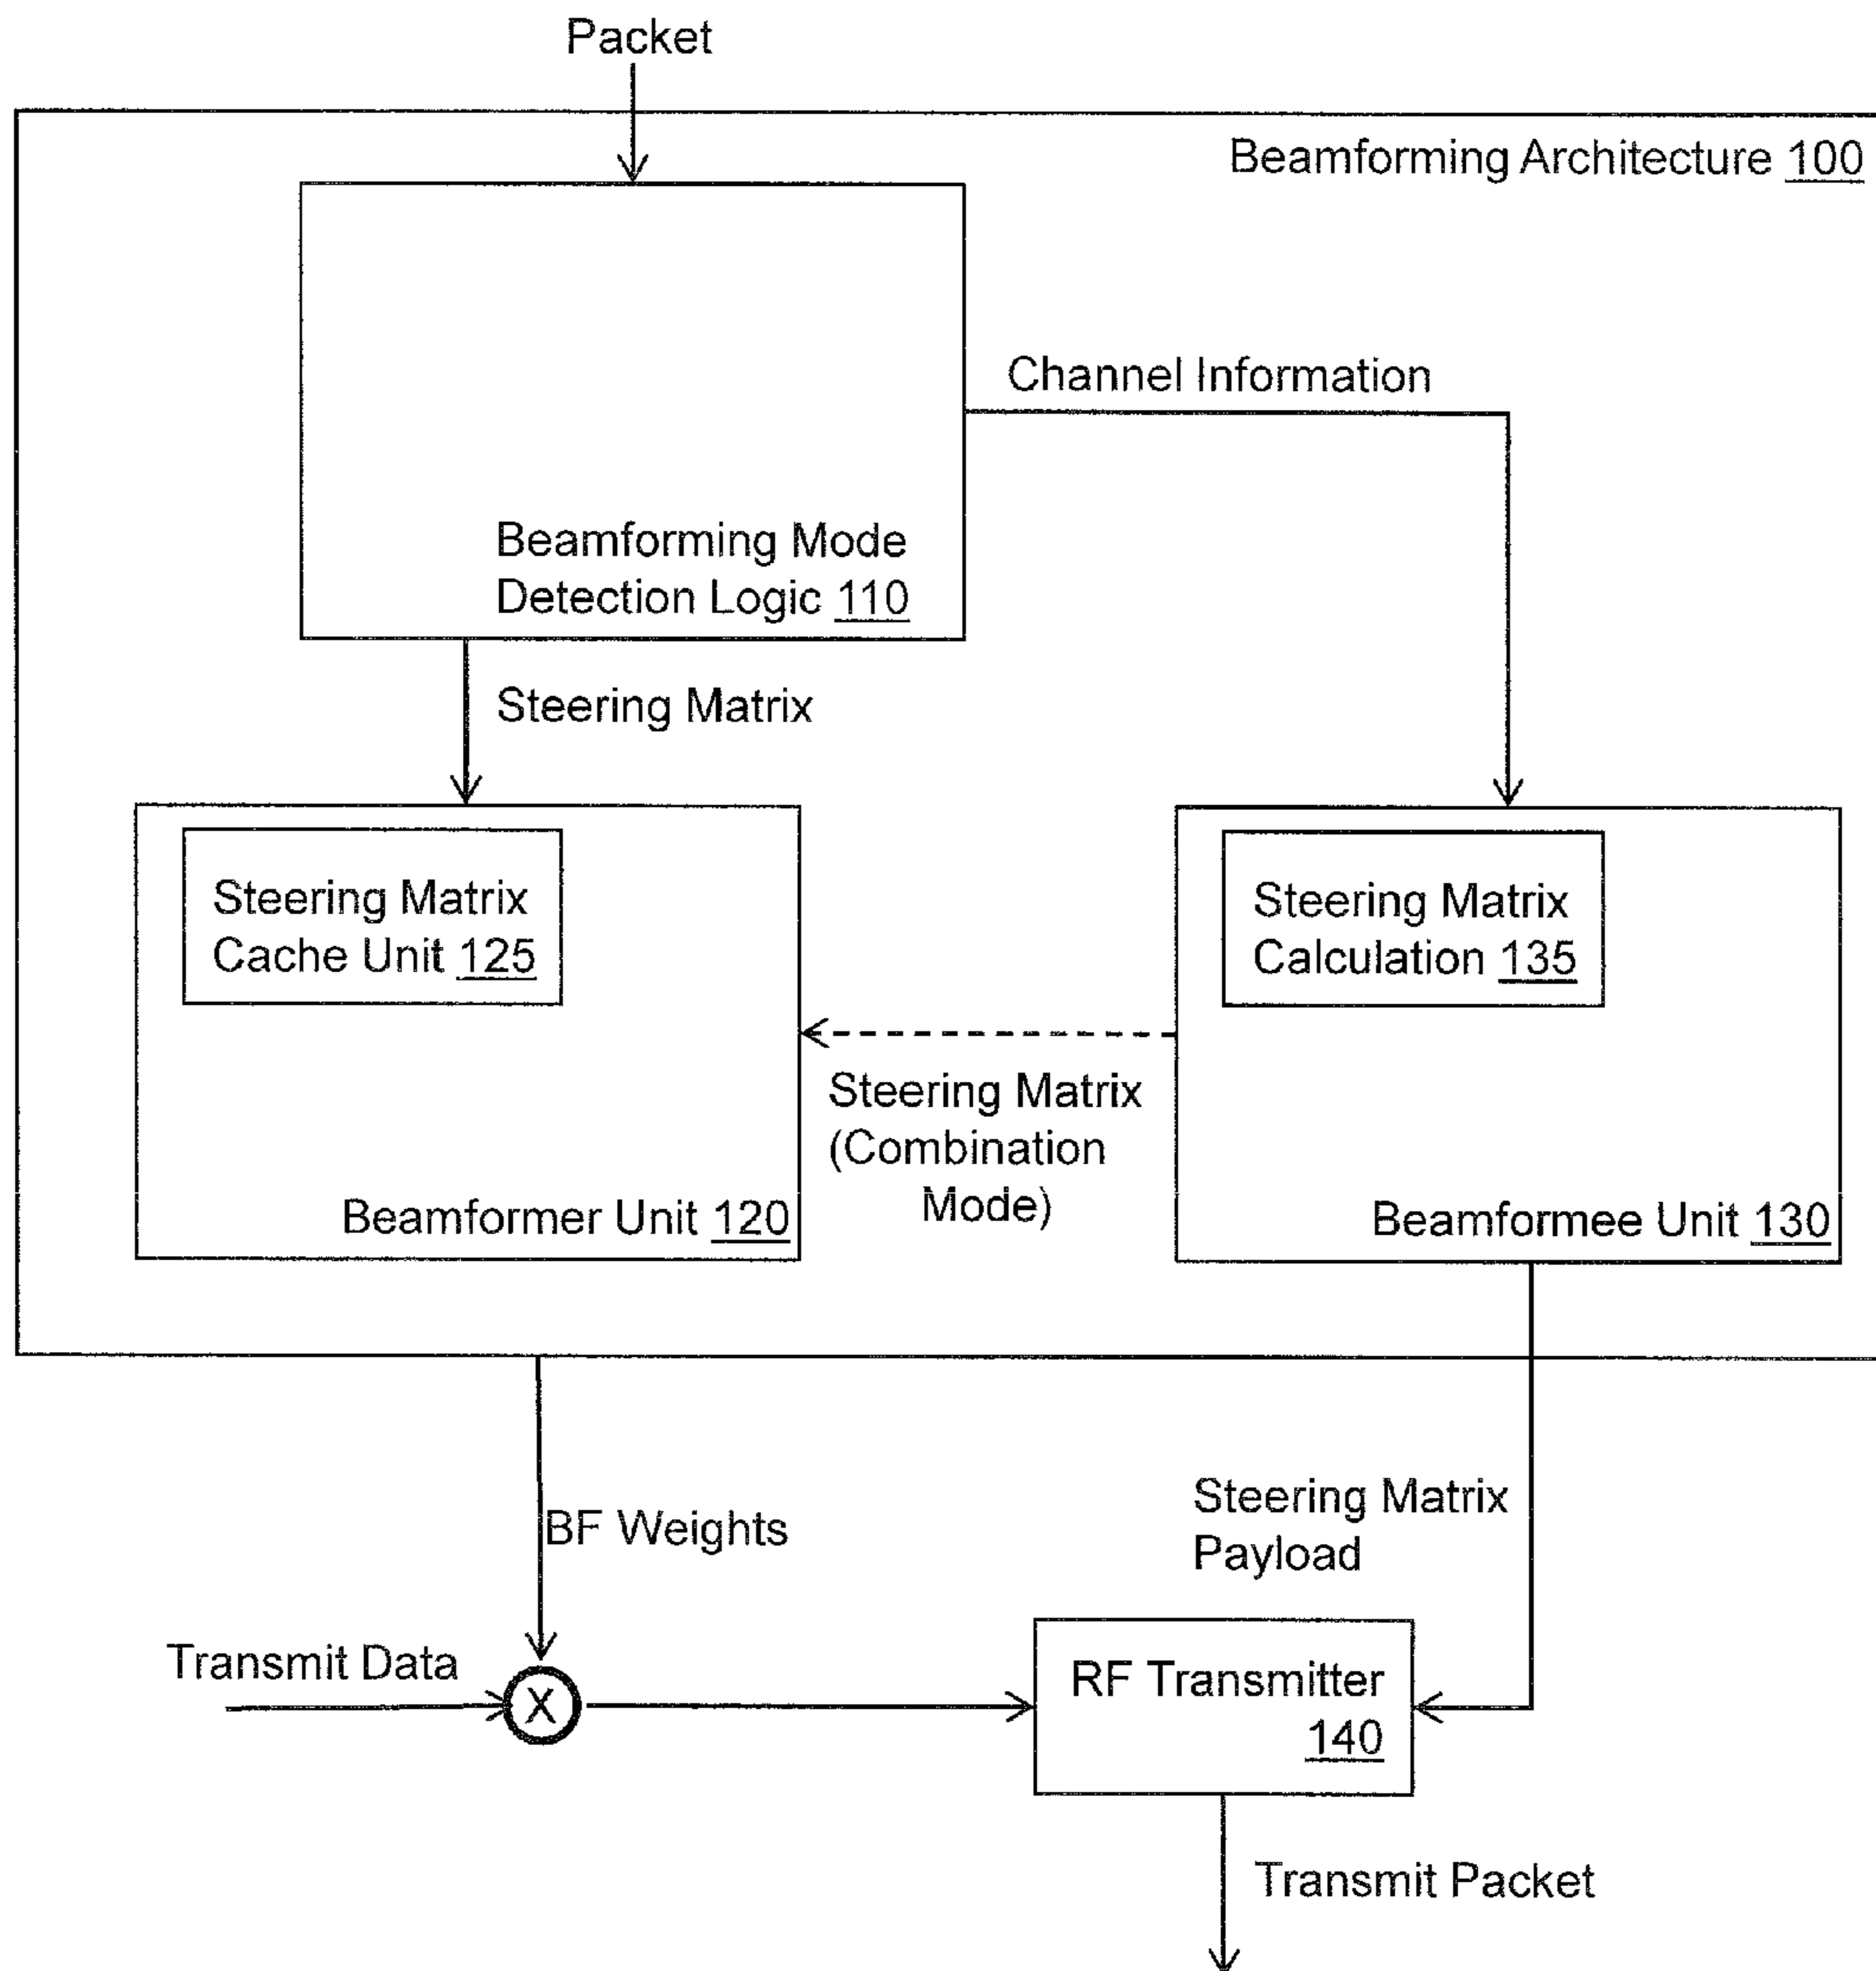 Packet
Beamforming Architecture 100
Channel Information
Beamforming Mode
Detection Logic 110
Steering Matrix
Steering Matrix
Cache Unit 125
Steering Matrix
Calculation 135
Steering Matrix
(Combination
Mode)
Beamformer Unit 120
Beamformee Unit 130
BF Weights
Steering Matrix
Payload
Transmit Data
X
RF Transmitter
140
Transmit Packet